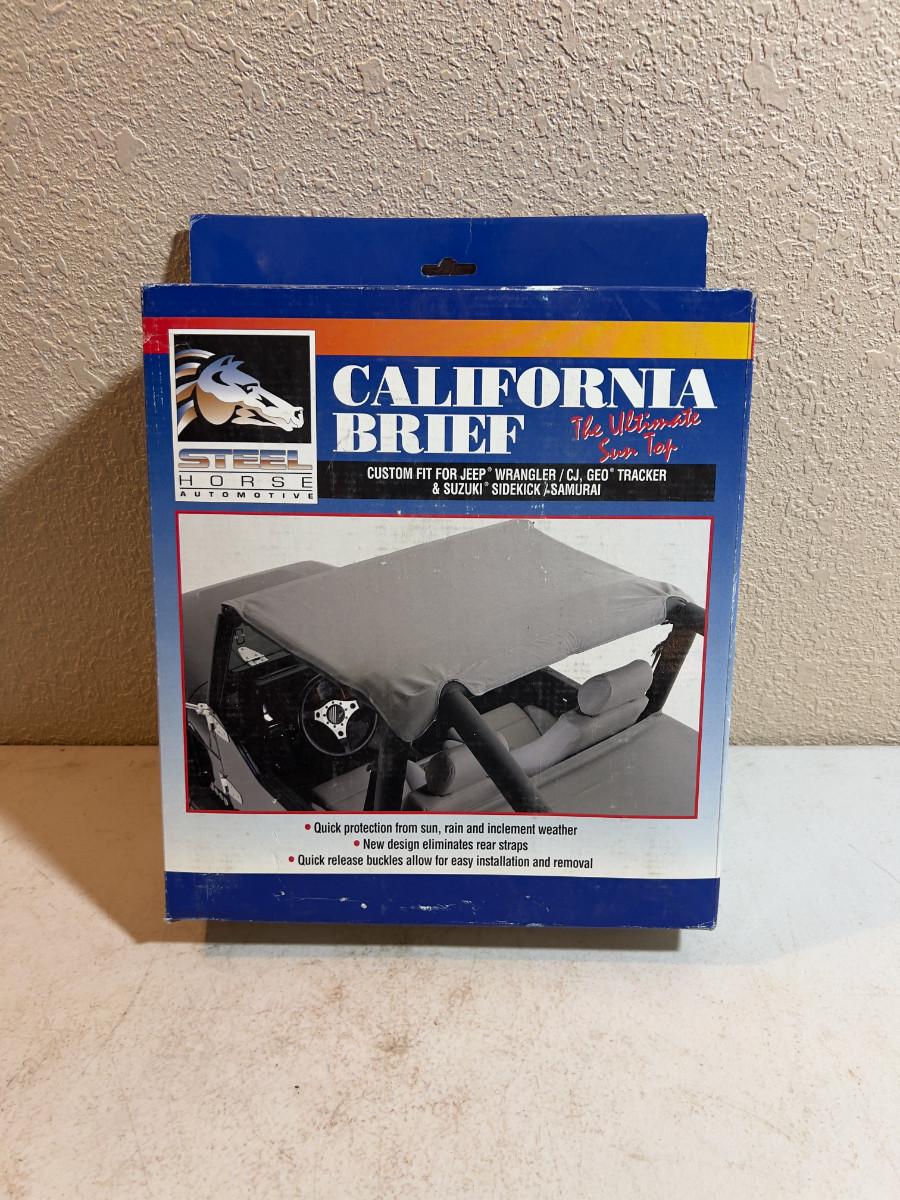 STEEL
HORSE
AUTOMOTIVE
CALIFORNIA
BRIEF
The Ultimate
Sun Top
CUSTOM FIT FOR JEEP® WRANGLER / CJ, GEO® TRACKER
& SUZUKI® SIDEKICK / SAMURAI
• Quick protection from sun, rain and inclement weather
• New design eliminates rear straps
• Quick release buckles allow for easy installation and removal